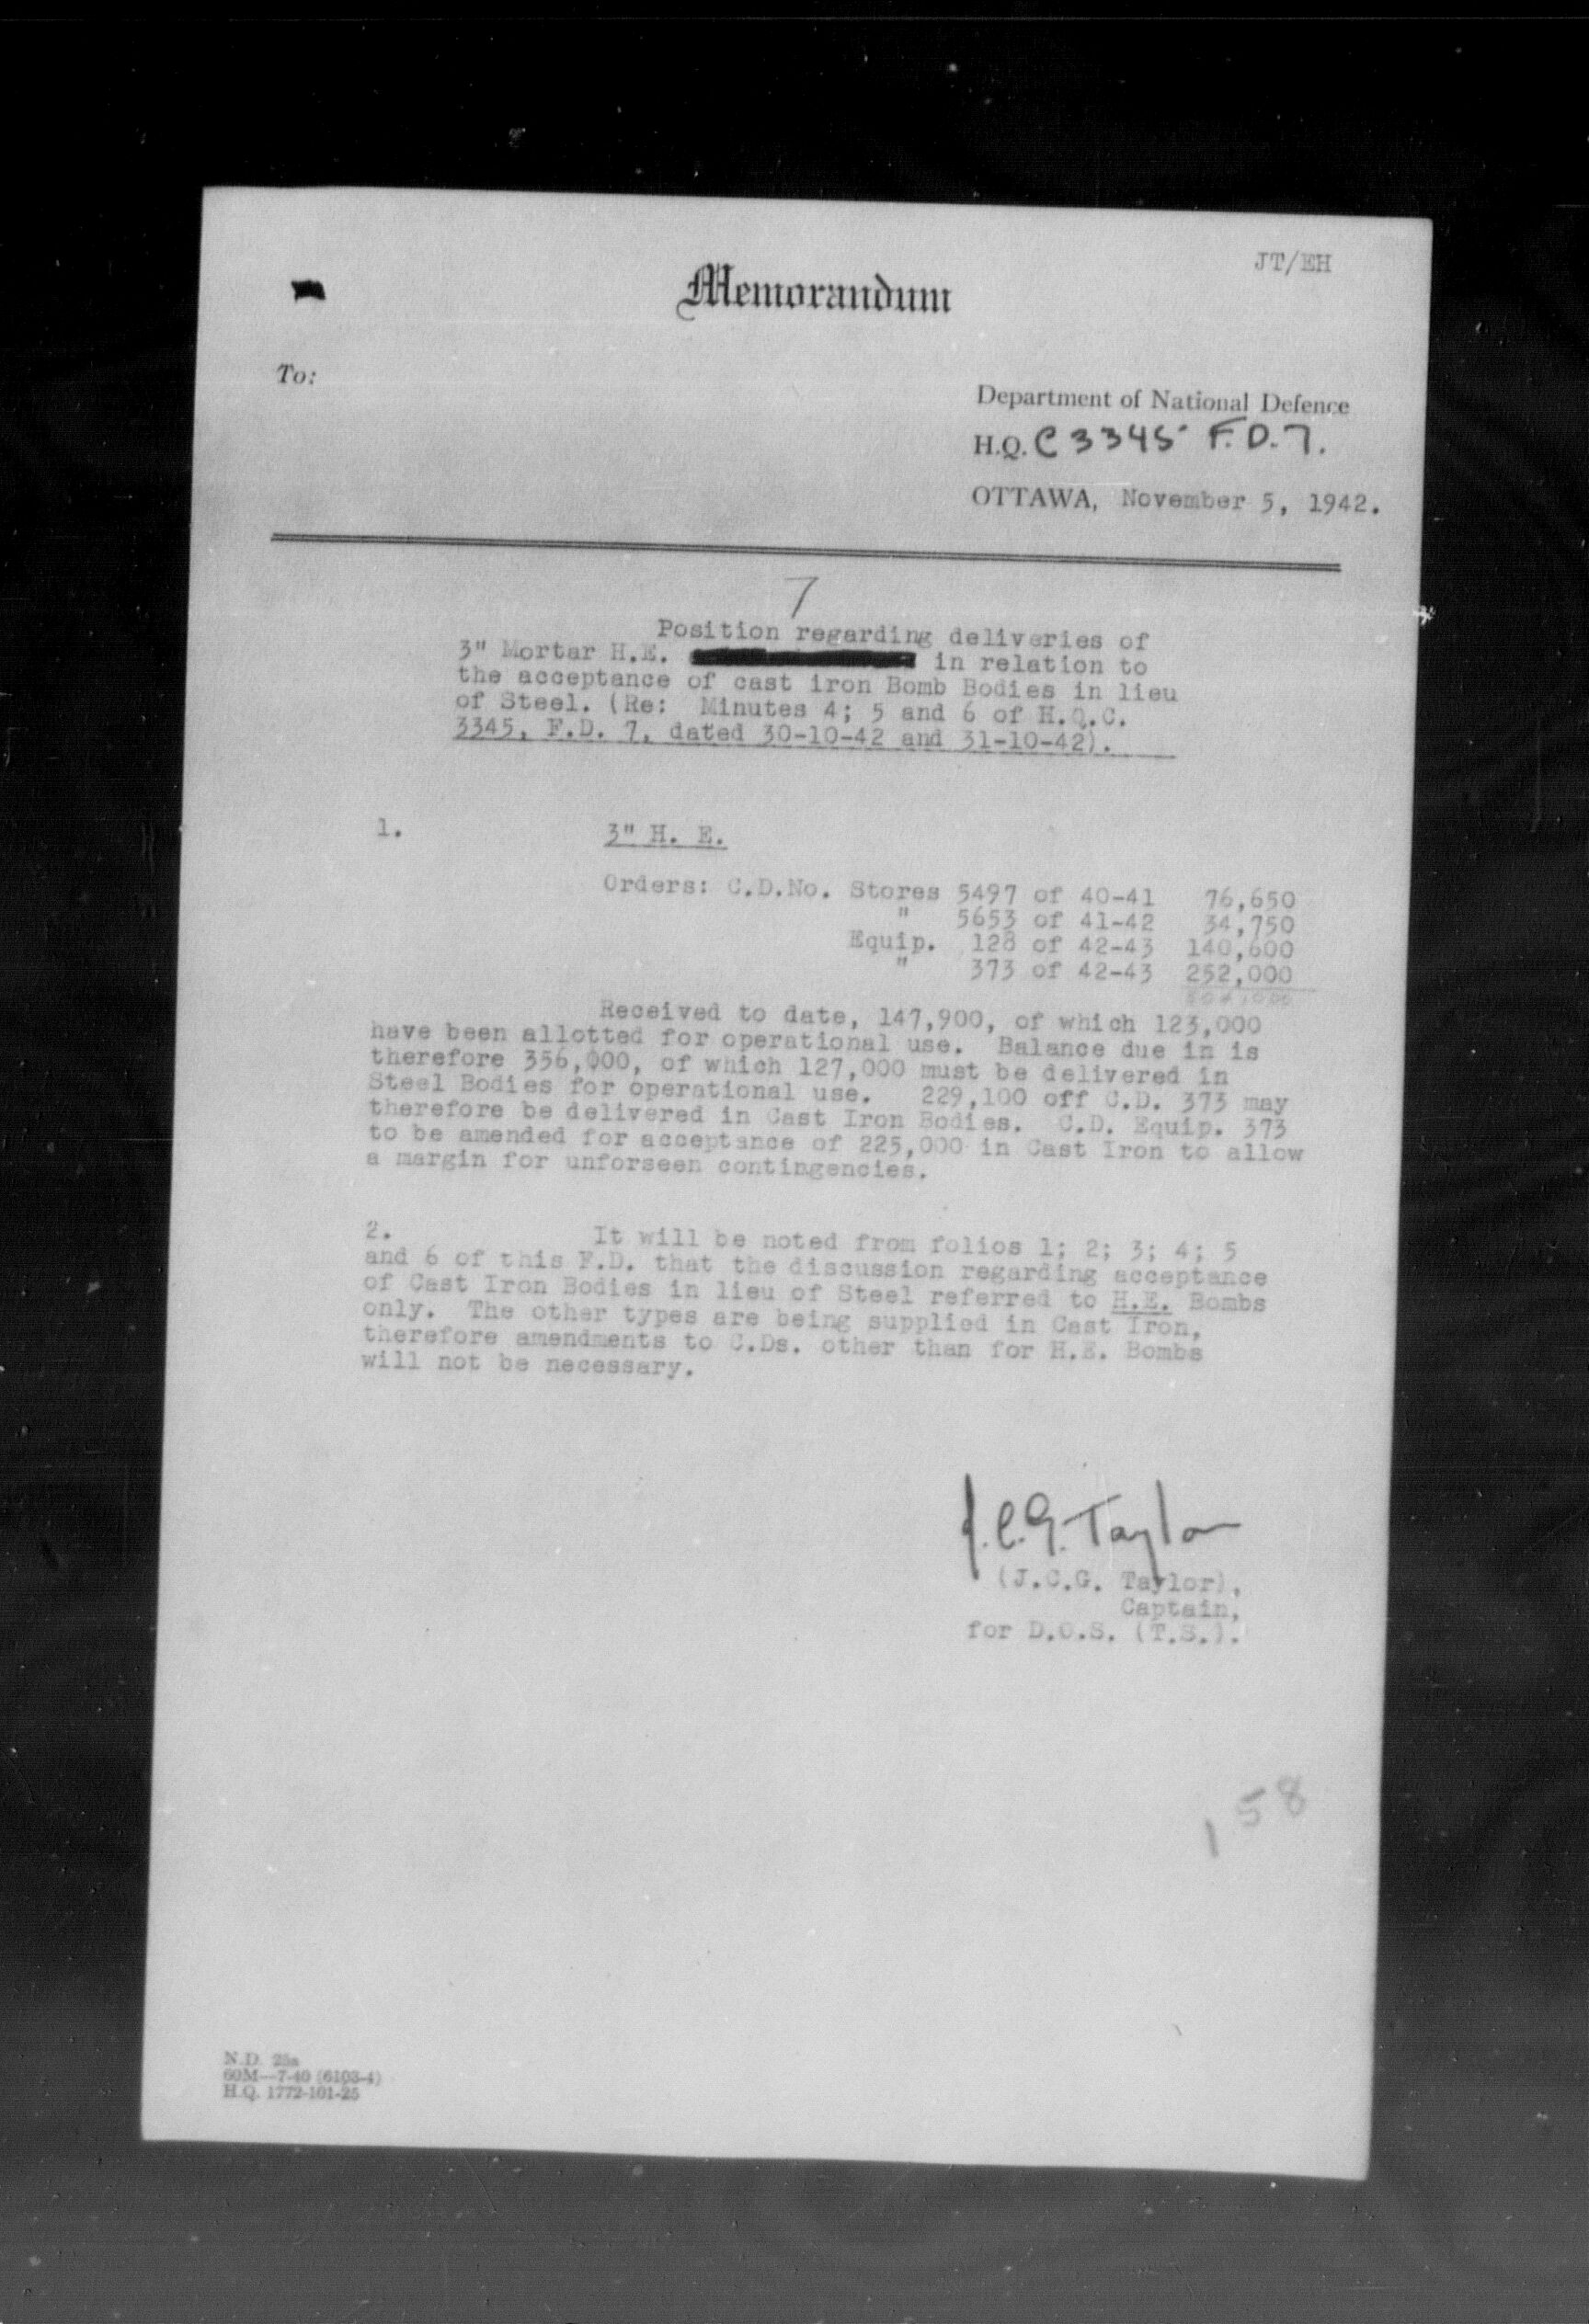 JT/EH
Memorandum
To:
Department of National Defence
H.Q. C 3345 F.D.7.
OTTAWA, November 5, 1942.
7
Position regarding deliveries of
3" Mortar H.E. in relation to
the acceptance of cast iron Bomb Bodies in lieu
of Steel. (Re: Minutes 4; 5 and 6 of H.Q.C.
3345, F.D. 7, dated 30-10-42 and 31-10-42).
1. 3" H. E.
Orders: C.D.No. Stores 5497 of 40-41 76,650
" 5653 of 41-42 34,750
Equip. 128 of 42-43 140,600
" 373 of 42-43 252,000
504,000
Received to date, 147,900, of which 123,000
have been allotted for operational use. Balance due in is
therefore 356,000, of which 127,000 must be delivered in
Steel Bodies for operational use. 229,100 off C.D. 373 may
therefore be delivered in Cast Iron Bodies. C.D. Equip. 373
to be amended for acceptance of 225,000 in Cast Iron to allow
a margin for unforseen contingencies.
2. It will be noted from folios 1; 2; 3; 4; 5
and 6 of this F.D. that the discussion regarding acceptance
of Cast Iron Bodies in lieu of Steel referred to H.E. Bombs
only. The other types are being supplied in Cast Iron,
therefore amendments to C.Ds. other than for H.E. Bombs
will not be necessary.
J.C.G. Taylor
(J.C.G. Taylor),
Captain,
for D.O.S. (T.S.).
158
N.D. 25a
60M—7-40 (6103-4)
H.Q. 1772-101-25